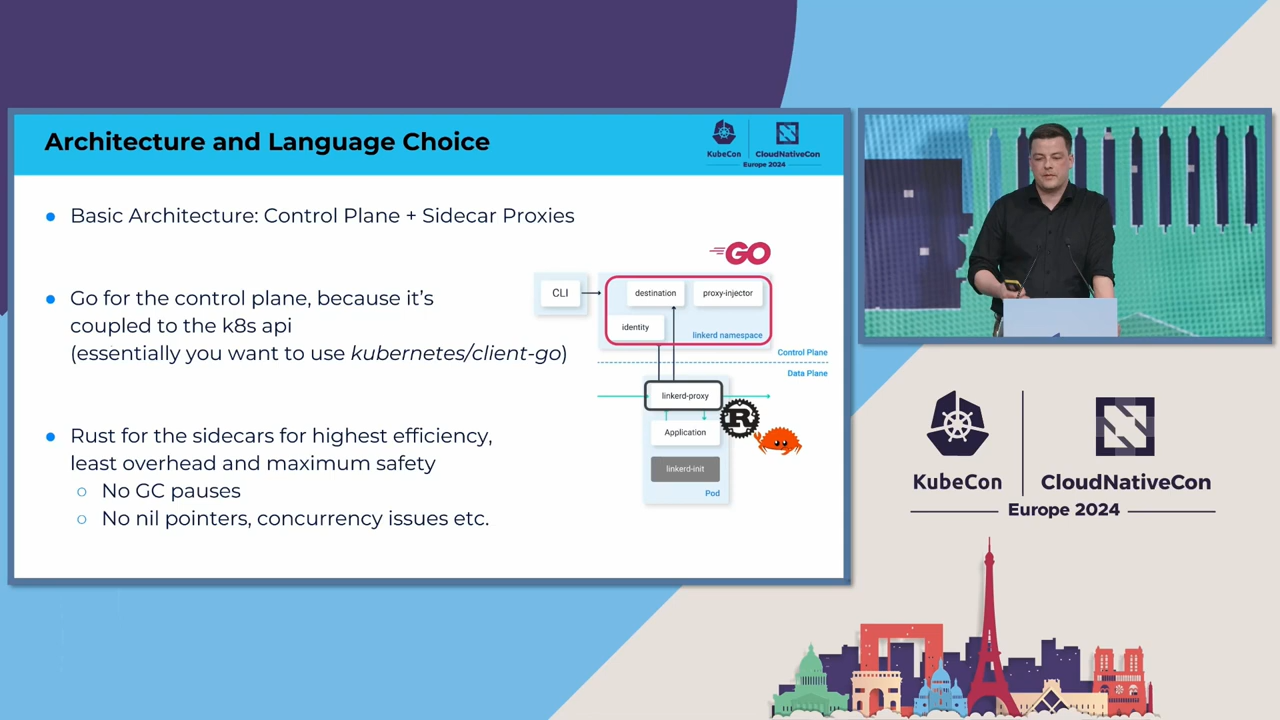 Architecture and Language Choice
KubeCon
CloudNativeCon
Europe 2024
Basic Architecture: Control Plane + Sidecar Proxies
Go for the control plane, because it's
coupled to the k8s api
(essentially you want to use kubernetes/client-go)
Rust for the sidecars for highest efficiency,
least overhead and maximum safety
No GC pauses
No nil pointers, concurrency issues etc.
GO
CLI
destination
proxy-injector
identity
linkerd namespace
Control Plane
Data Plane
linkerd-proxy
R
Application
linkerd-init
Pod
KubeCon
CloudNativeCon
Europe 2024